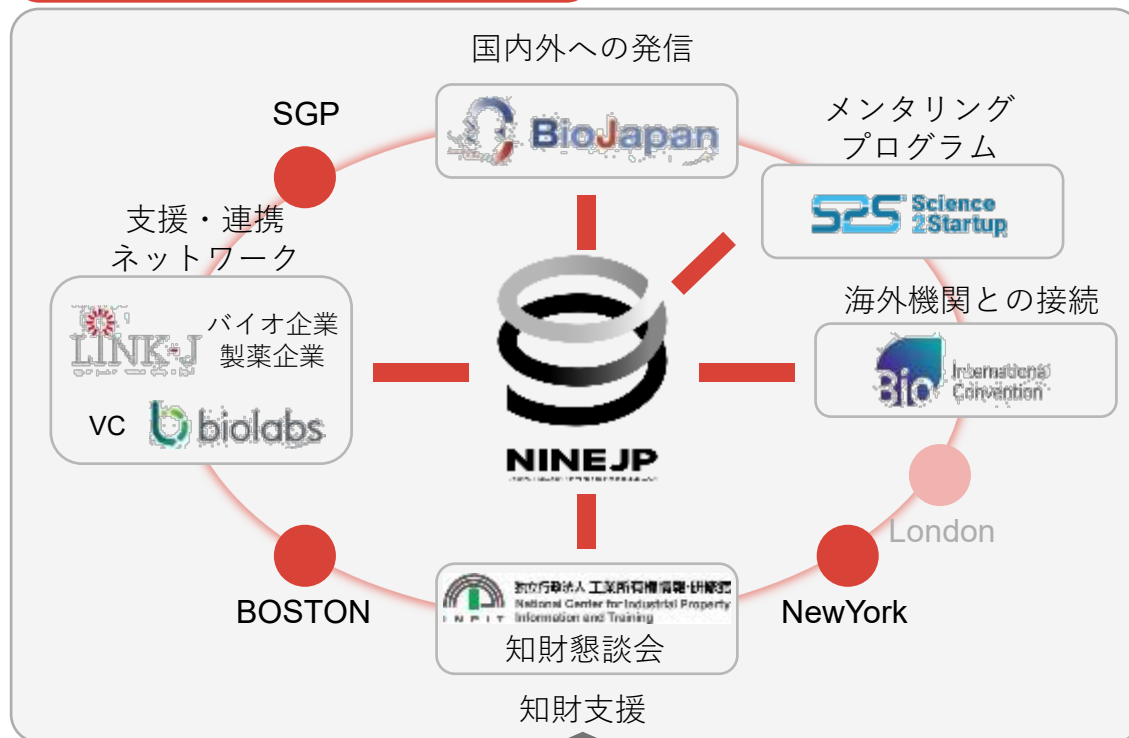 国内外への発信
SGP
BioJapan
メンタリング
プログラム
S2S Science
2Startup
支援・連携
ネットワーク
LINK-J
バイオ企業
製薬企業
VC
biolabs
海外機関との接続
Bio International
Convention
NINEJP
London
BOSTON
NewYork
INPIT
独立行政法人 工業所有権情報・研修館
National Center for Industrial Property
Information and Training
知財懇談会
知財支援